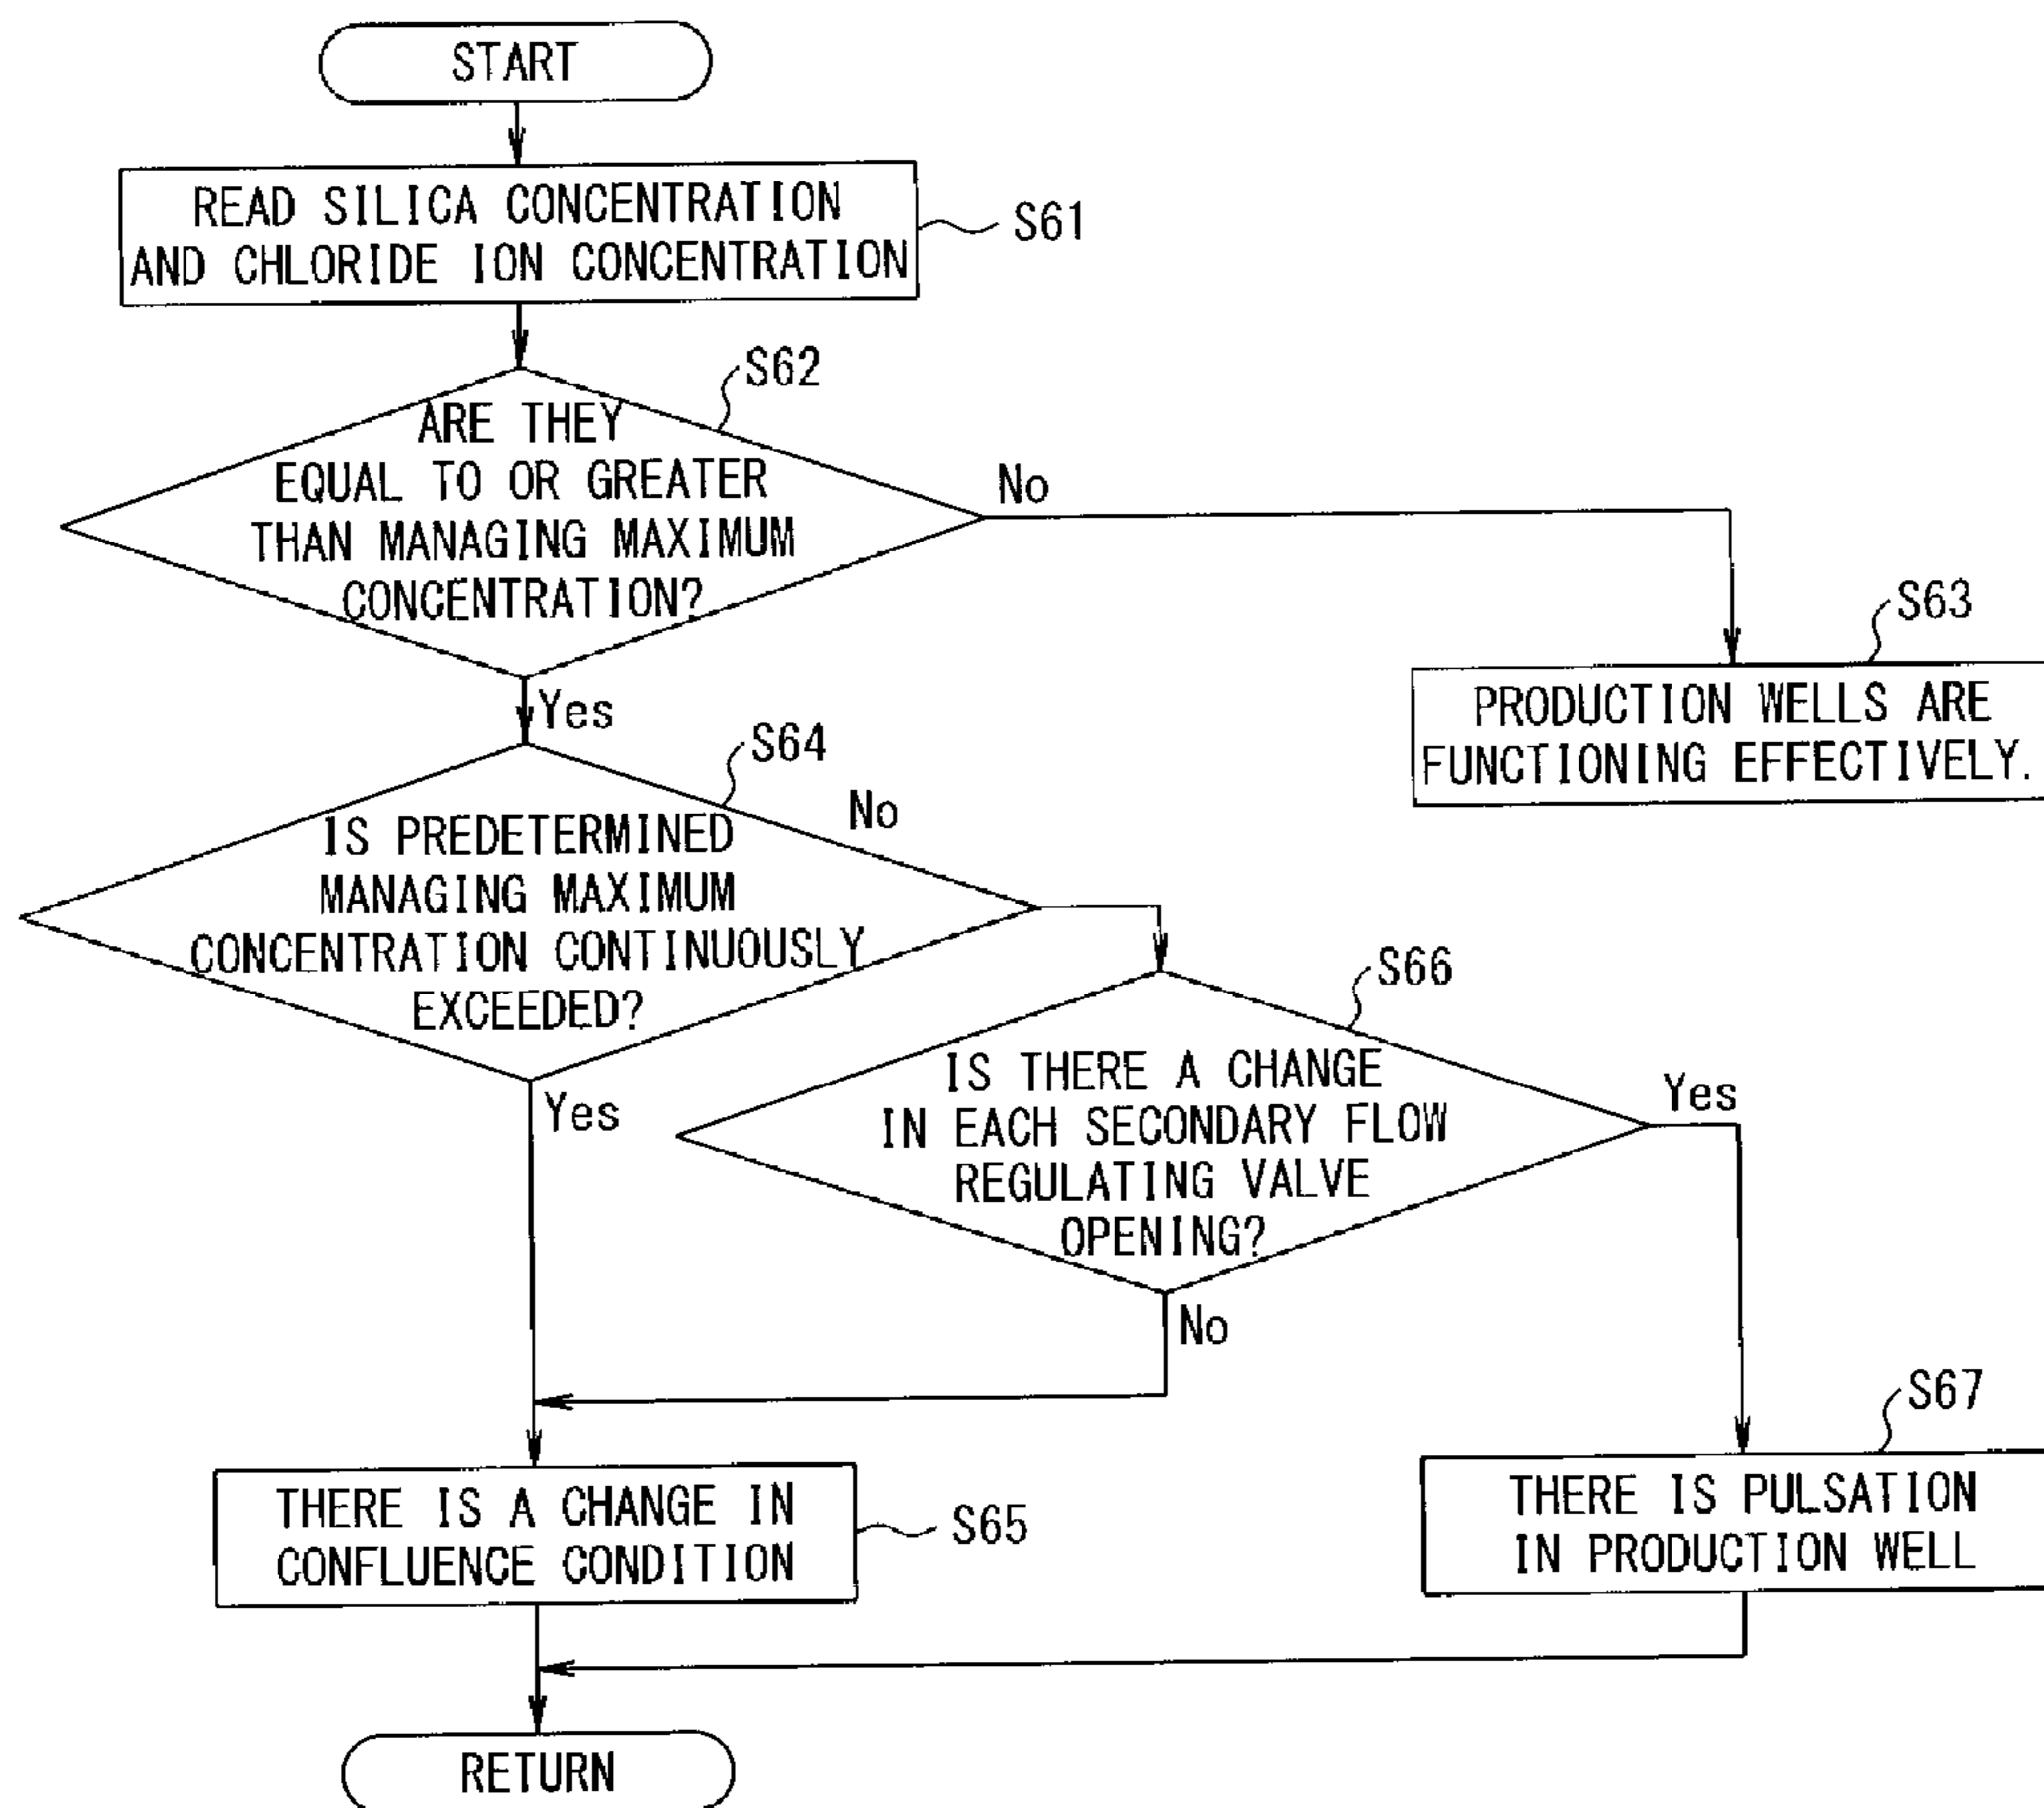 START
READ SILICA CONCENTRATION
AND CHLORIDE ION CONCENTRATION
S61
S62
ARE THEY
EQUAL TO OR GREATER
THAN MANAGING MAXIMUM
CONCENTRATION?
No
Yes
S63
PRODUCTION WELLS ARE
FUNCTIONING EFFECTIVELY.
S64
No
IS PREDETERMINED
MANAGING MAXIMUM
CONCENTRATION CONTINUOUSLY
EXCEEDED?
Yes
S66
IS THERE A CHANGE
IN EACH SECONDARY FLOW
REGULATING VALVE
OPENING?
Yes
No
S65
THERE IS A CHANGE IN
CONFLUENCE CONDITION
S67
THERE IS PULSATION
IN PRODUCTION WELL
RETURN